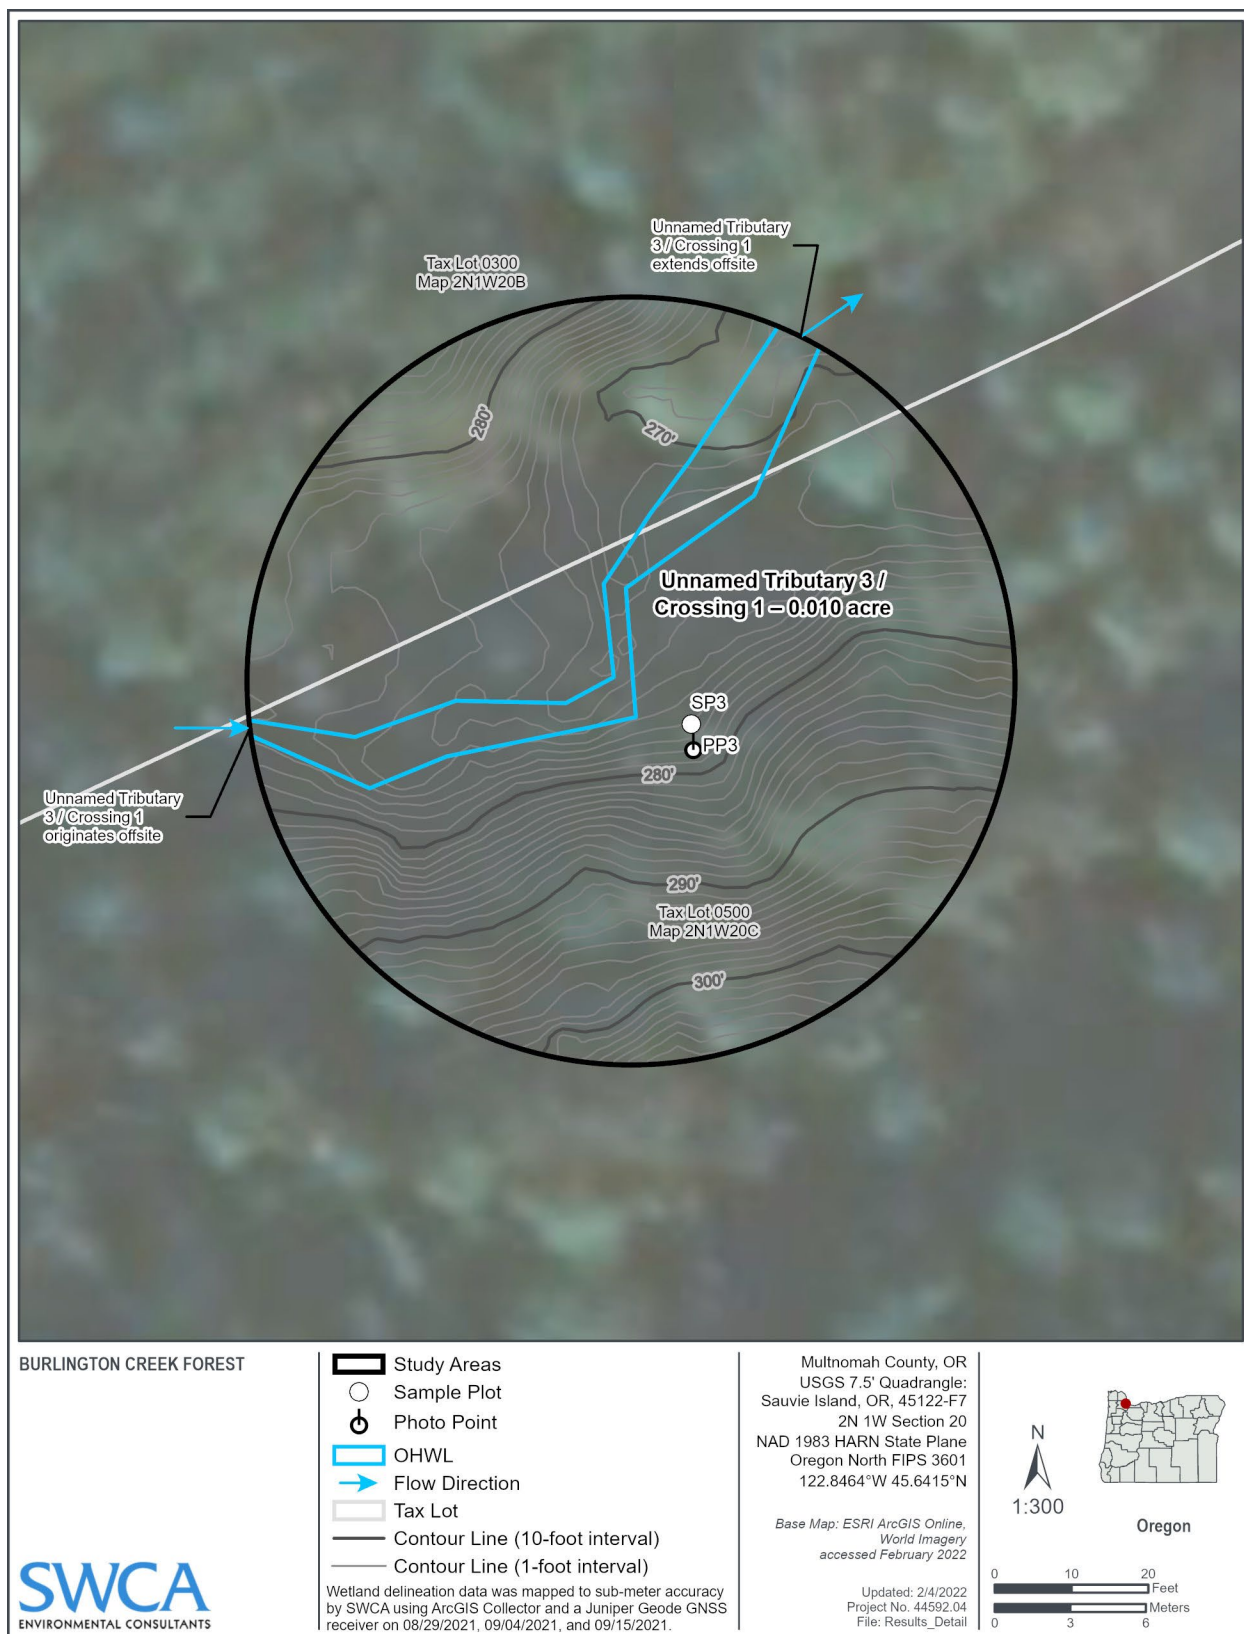 Unnamed Tributary
3 / Crossing 1
extends offsite
Tax Lot 0300
Map 2N1W20B
280'
270'
Unnamed Tributary 3 /
Crossing 1 – 0.010 acre
SP3
PP3
280'
Unnamed Tributary
3 / Crossing 1
originates offsite
290'
Tax Lot 0500
Map 2N1W20C
300'
BURLINGTON CREEK FOREST
SWCA
ENVIRONMENTAL CONSULTANTS
Study Areas
Sample Plot
Photo Point
OHWL
Flow Direction
Tax Lot
Contour Line (10-foot interval)
Contour Line (1-foot interval)
Wetland delineation data was mapped to sub-meter accuracy
by SWCA using ArcGIS Collector and a Juniper Geode GNSS
receiver on 08/29/2021, 09/04/2021, and 09/15/2021.
Multnomah County, OR
USGS 7.5' Quadrangle:
Sauvie Island, OR, 45122-F7
2N 1W Section 20
NAD 1983 HARN State Plane
Oregon North FIPS 3601
122.8464°W 45.6415°N
Base Map: ESRI ArcGIS Online,
World Imagery
accessed February 2022
Updated: 2/4/2022
Project No. 44592.04
File: Results_Detail
N
1:300
Oregon
0 10 20
Feet
Meters
0 3 6